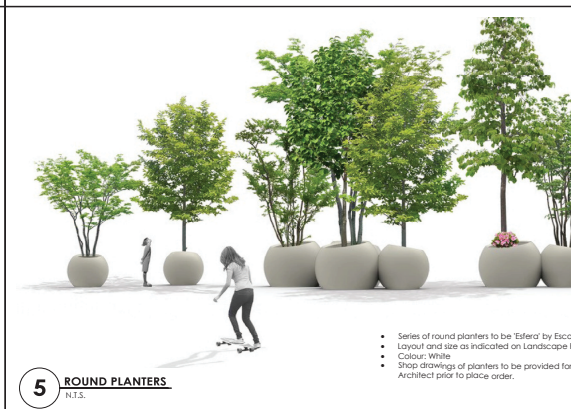 • Series of round planters to be 'Esfera' by
• Layout and size as indicated on Landscape
• Colour: White
• Shop drawings of planters to be provided for
Architect prior to place order.
5 ROUND PLANTERS
N.T.S.